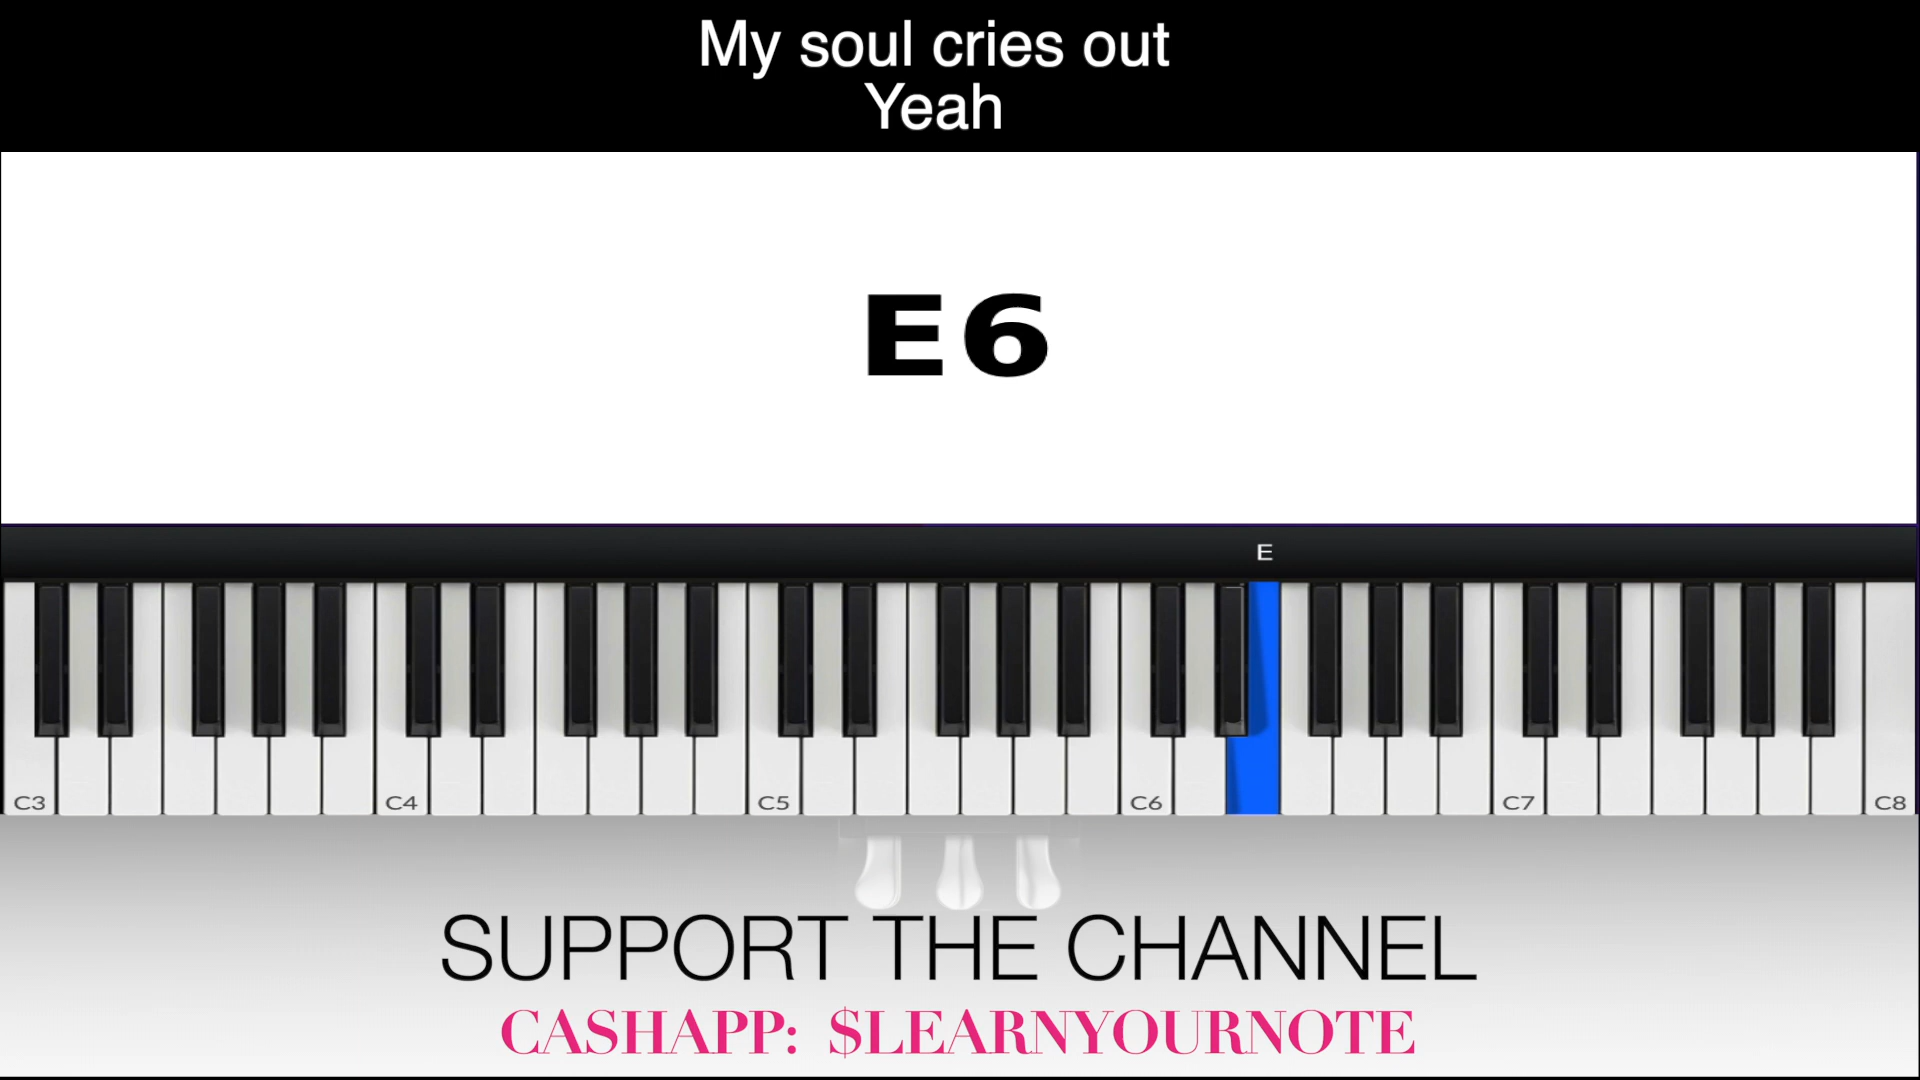 My soul cries out
Yeah
E6
E
C3 C4 C5 C6 C7 C8
SUPPORT THE CHANNEL
CASHAPP: $LEARNYOURNOTE